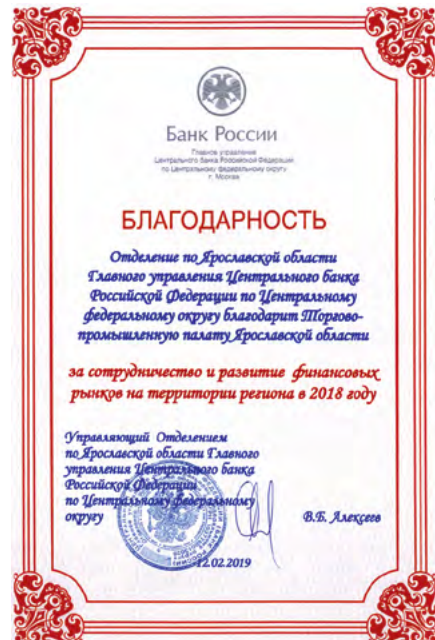 Банк России
Главное управление
Центрального банка Российской Федерации
по Центральному федеральному округу
г. Москва
БЛАГОДАРНОСТЬ
Отделение по Ярославской области
Главного управления Центрального банка
Российской Федерации по Центральному
федеральному округу благодарит Торгово-
промышленную палату Ярославской области
за сотрудничество и развитие финансовых
рынков на территории региона в 2018 году
Управляющий Отделением
по Ярославской области Главного
управления Центрального банка
Российской Федерации
по Центральному федеральному
округу
В.Б. Алексеев
12.02.2019